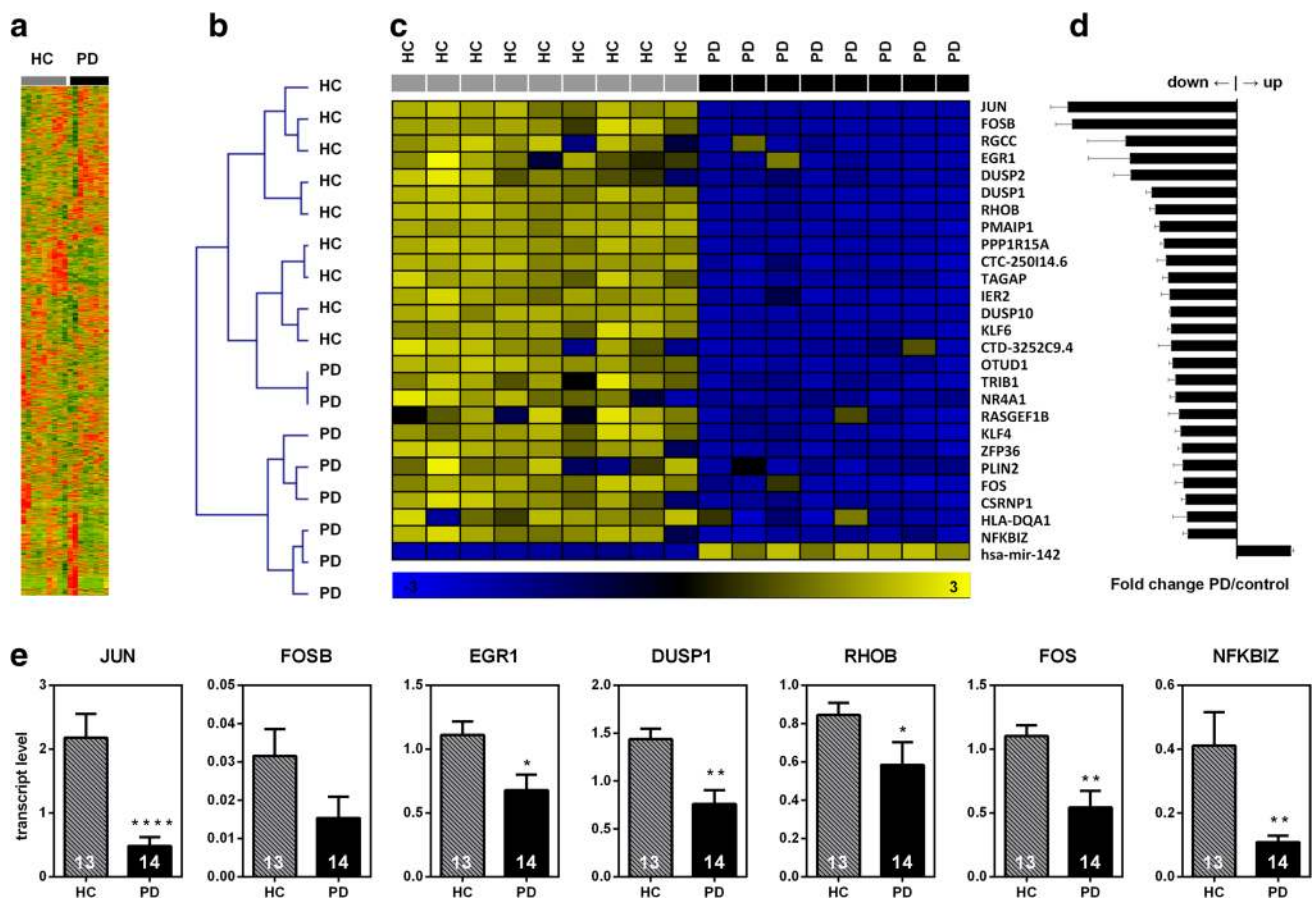 a
HC PD
b
HC
HC
HC
HC
HC
HC
HC
HC
HC
PD
PD
PD
PD
PD
PD
PD
PD
c
HC HC HC HC HC HC HC HC HC PD PD PD PD PD PD PD PD
JUN
FOSB
RGCC
EGR1
DUSP2
DUSP1
RHOB
PMAIP1
PPP1R15A
CTC-250I14.6
TAGAP
IER2
DUSP10
KLF6
CTD-3252C9.4
OTUD1
TRIB1
NR4A1
RASGEF1B
KLF4
ZFP36
PLIN2
FOS
CSRNP1
HLA-DQA1
NFKBIZ
hsa-mir-142
-3 3
d
down ← → up
Fold change PD/control
e
transcript level
JUN
3
2
1
0
****
13 14
HC PD
FOSB
0.05
0.04
0.03
0.02
0.01
0.00
13 14
HC PD
EGR1
1.5
1.0
0.5
0.0
*
13 14
HC PD
DUSP1
2.0
1.5
1.0
0.5
0.0
**
13 14
HC PD
RHOB
1.0
0.8
0.6
0.4
0.2
0.0
*
13 14
HC PD
FOS
1.5
1.0
0.5
0.0
**
13 14
HC PD
NFKBIZ
0.6
0.4
0.2
0.0
**
13 14
HC PD